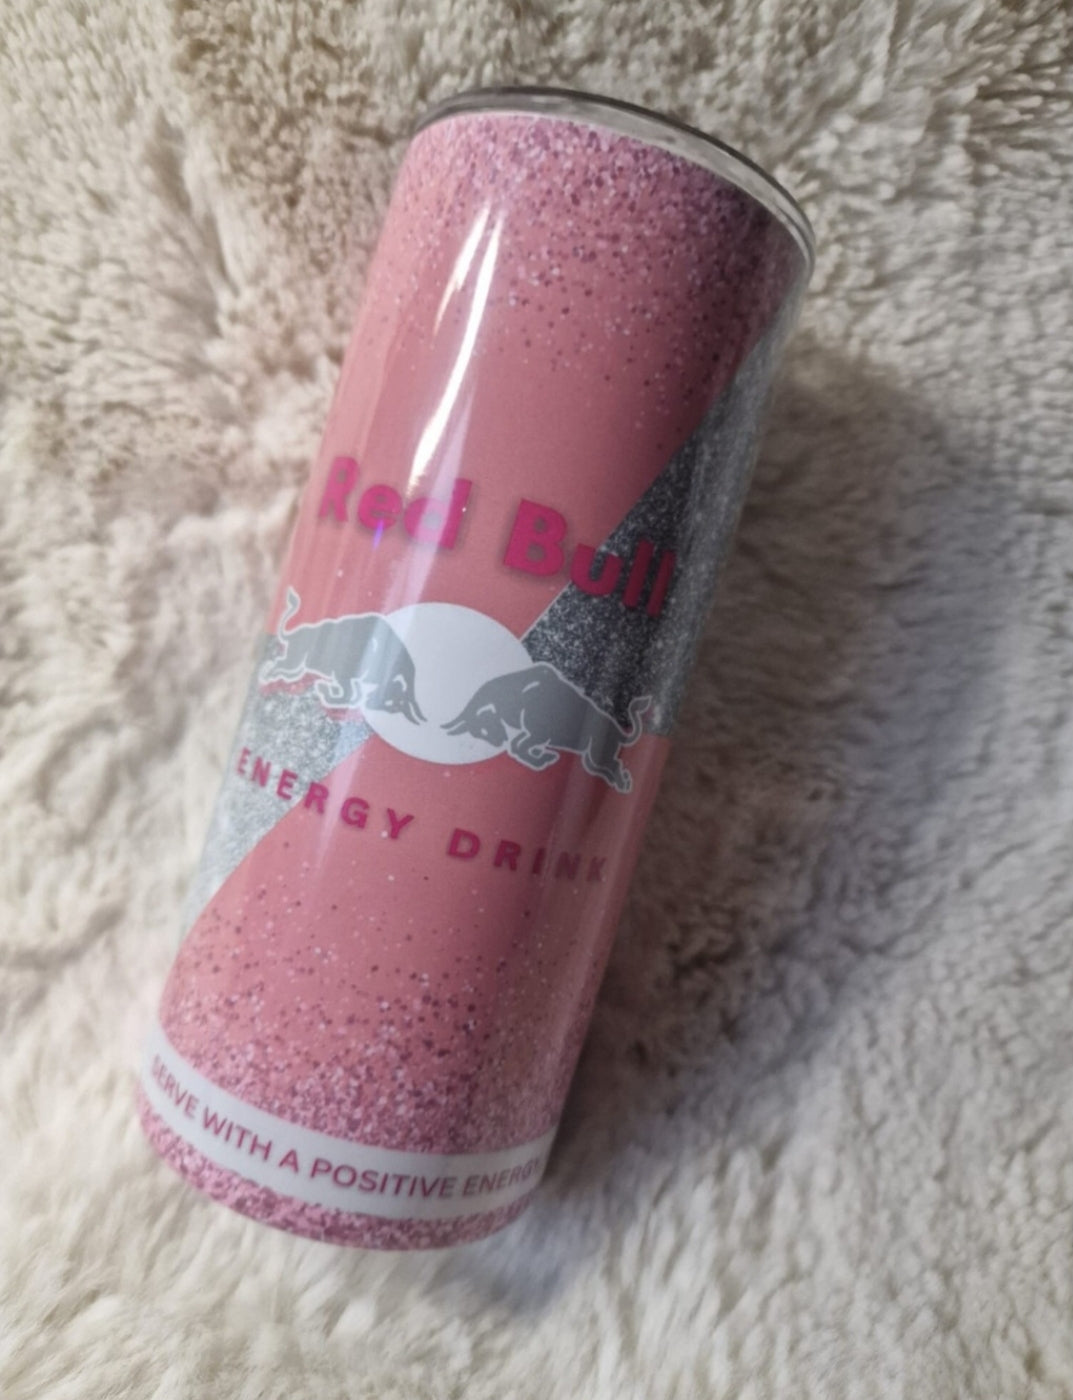 Red Bull
ENERGY DRINK
SERVE WITH A POSITIVE ENERGY